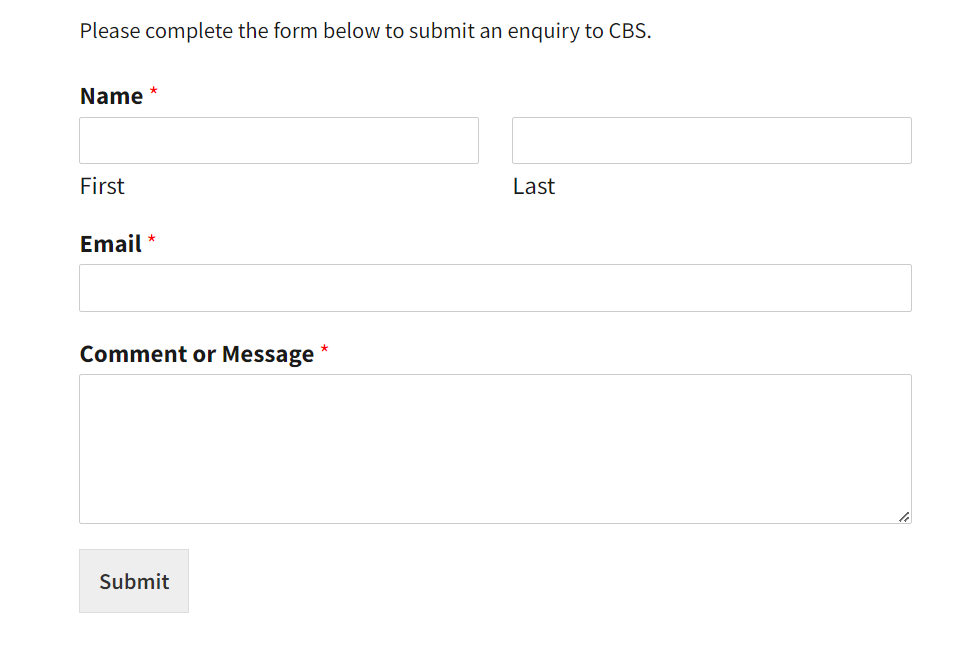 Please complete the form below to submit an enquiry to CBS.
Name *
First Last
Email *
Comment or Message *
Submit